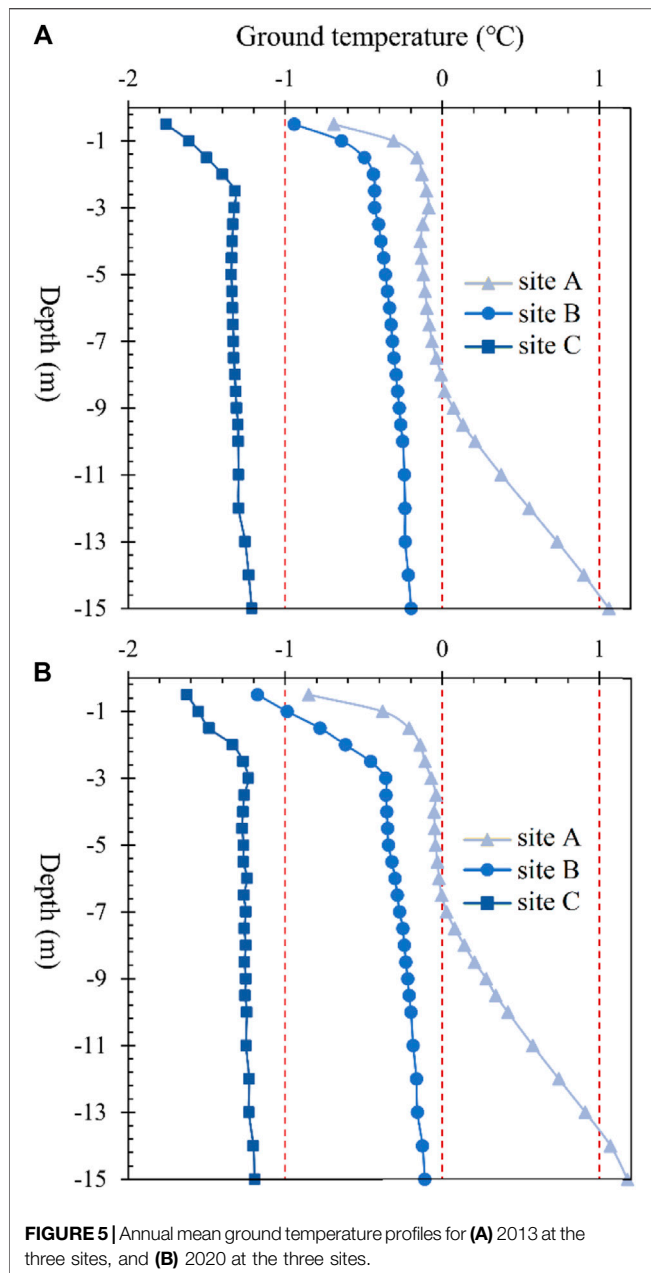 A
Ground temperature (°C)
-2 -1 0 1
-1
-3
-5
-7
-9
-11
-13
-15
Depth (m)
site A
site B
site C
B
-2 -1 0 1
-1
-3
-5
-7
-9
-11
-13
-15
Depth (m)
site A
site B
site C
FIGURE 5 | Annual mean ground temperature profiles for (A) 2013 at the
three sites, and (B) 2020 at the three sites.